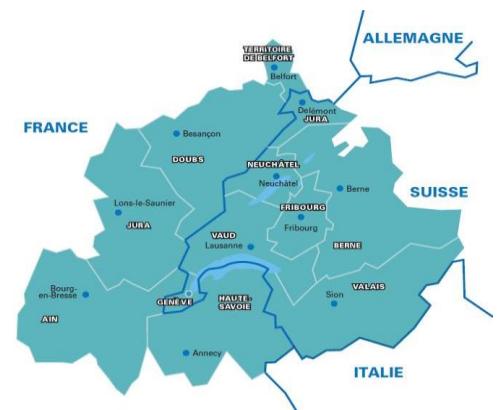 ALLEMAGNE
TERRITOIRE
DE BELFORT
Belfort
Delémont
JURA
FRANCE
Besançon
DOUBS
NEUCHÂTEL
Neuchâtel
Berne
SUISSE
Lons-le-Saunier
JURA
FRIBOURG
Fribourg
VAUD
Lausanne
BERNE
Bourg-
en-Bresse
AIN
GENÈVE
HAUTE
SAVOIE
Sion
VALAIS
Annecy
ITALIE